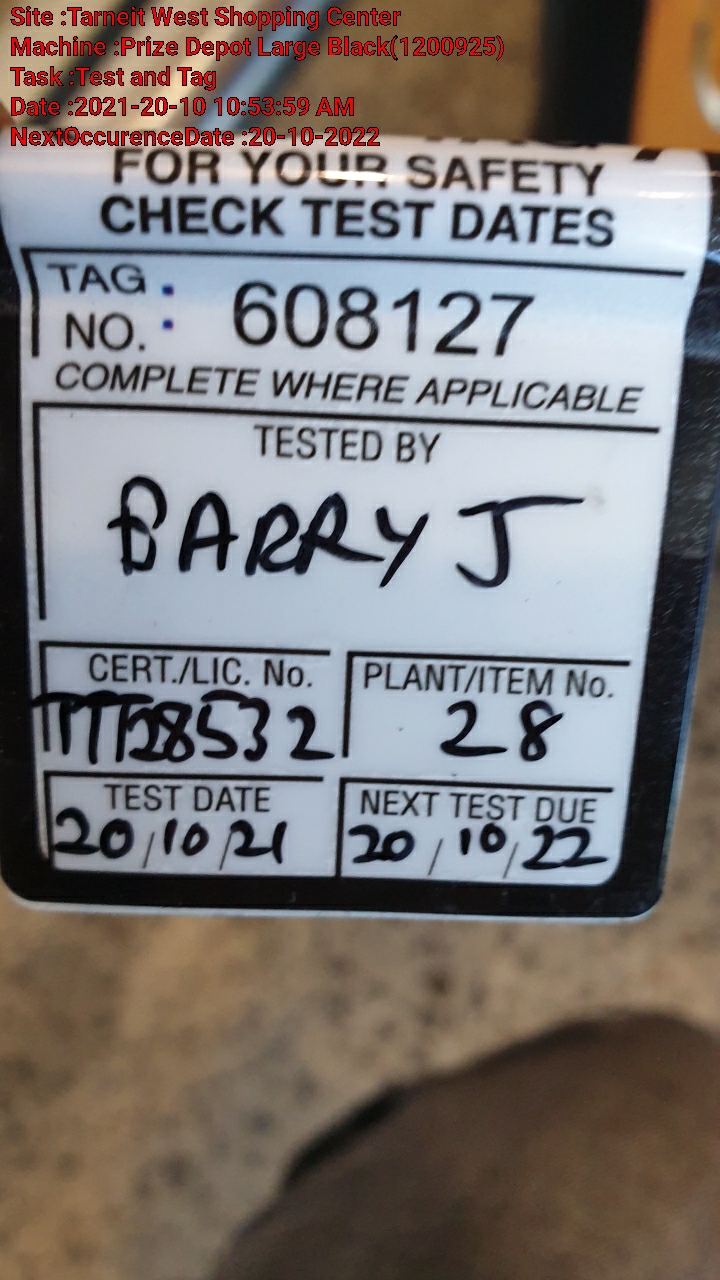 Site :Tarneit West Shopping Center
Machine :Prize Depot Large Black(1200925)
Task :Test and Tag
Date :2021-20-10 10:53:59 AM
NextOccurenceDate :20-10-2022
FOR YOUR SAFETY
CHECK TEST DATES
TAG : 608127
NO. :
COMPLETE WHERE APPLICABLE
TESTED BY
BARRY J
CERT./LIC. No. PLANT/ITEM No.
28
TEST DATE NEXT TEST DUE
20/10/21 20/10/22